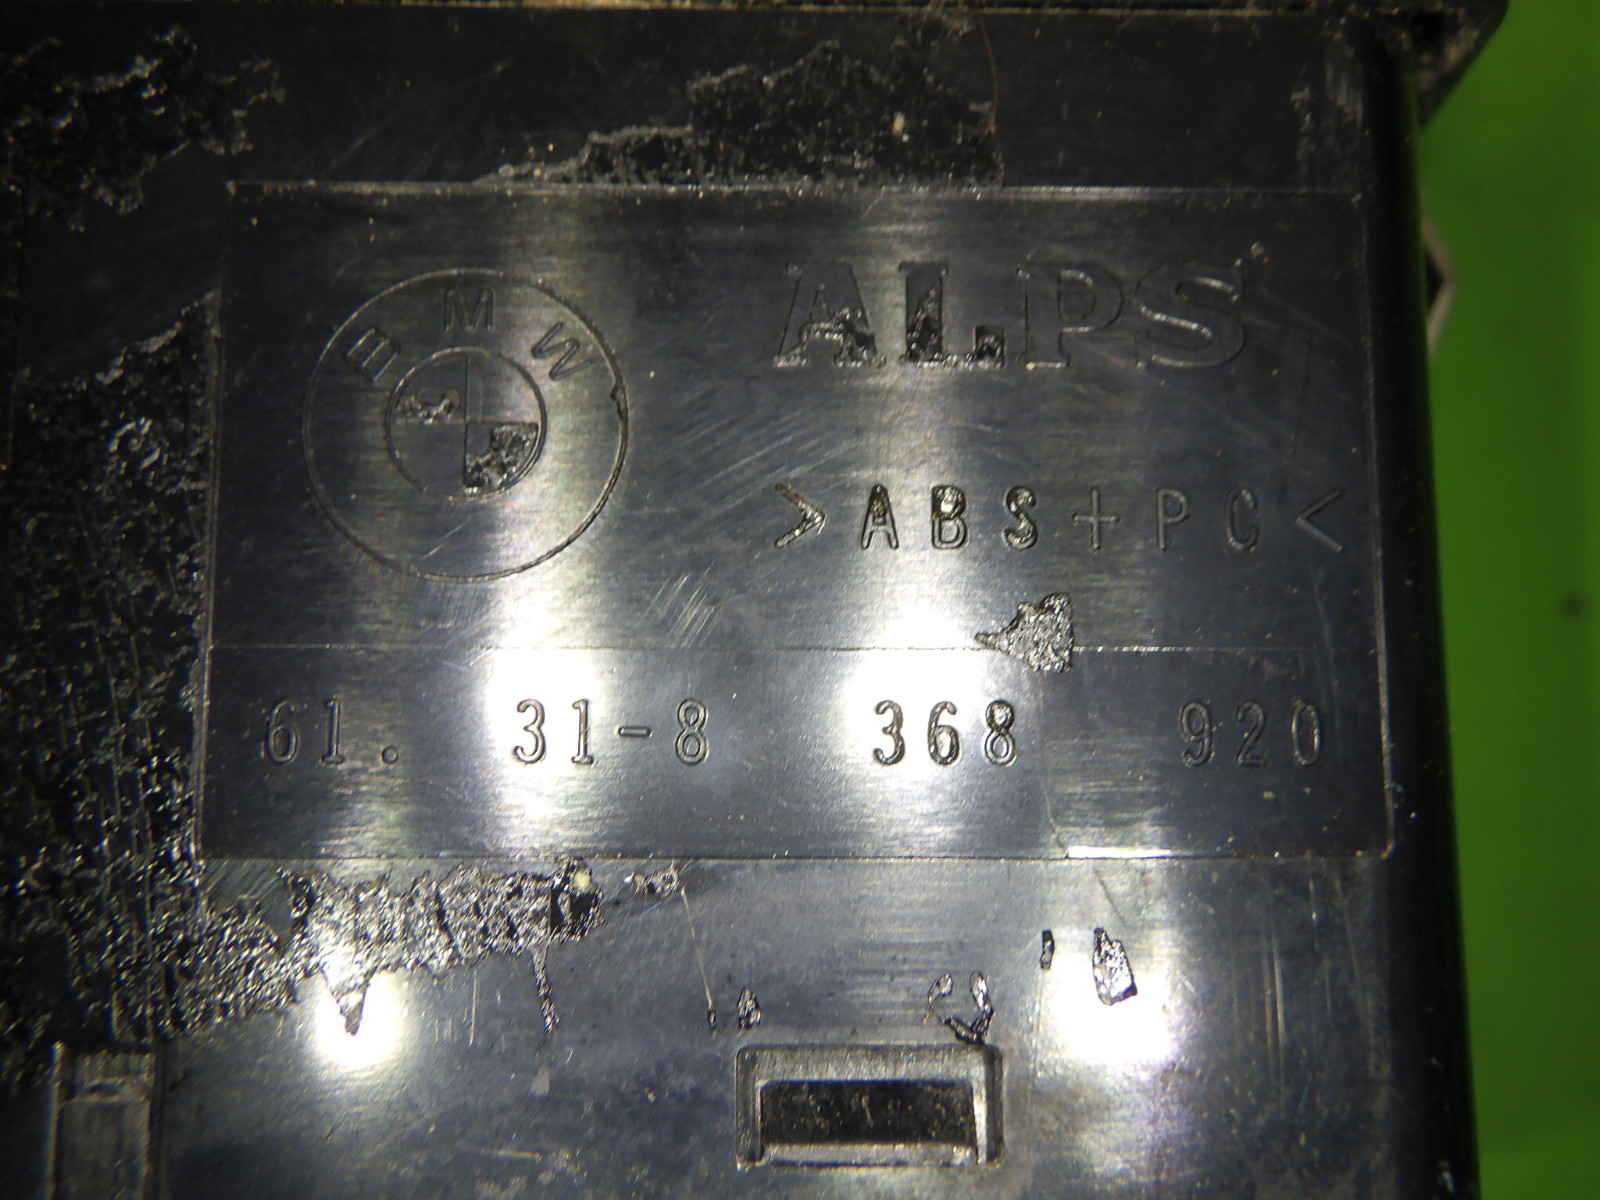 BMW
ALPS
>ABS+PC<
61. 31-8 368 920